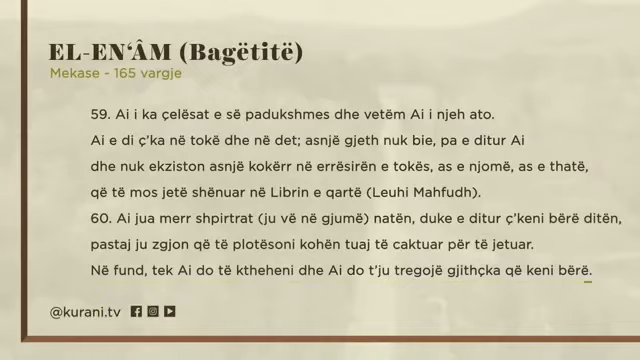 EL-EN‘ÂM (Bagëtitë)
Mekase - 165 vargje
59. Ai i ka çelësat e së padukshmes dhe vetëm Ai i njeh ato.
Ai e di ç’ka në tokë dhe në det; asnjë gjeth nuk bie, pa e ditur Ai
dhe nuk ekziston asnjë kokërr në errësirën e tokës, as e njomë, as e thatë,
që të mos jetë shënuar në Librin e qartë (Leuhi Mahfudh).
60. Ai jua merr shpirtrat (ju vë në gjumë) natën, duke e ditur ç’keni bërë ditën,
pastaj ju zgjon që të plotësoni kohën tuaj të caktuar për të jetuar.
Në fund, tek Ai do të ktheheni dhe Ai do t’ju tregojë gjithçka që keni bërë.
@kurani.tv